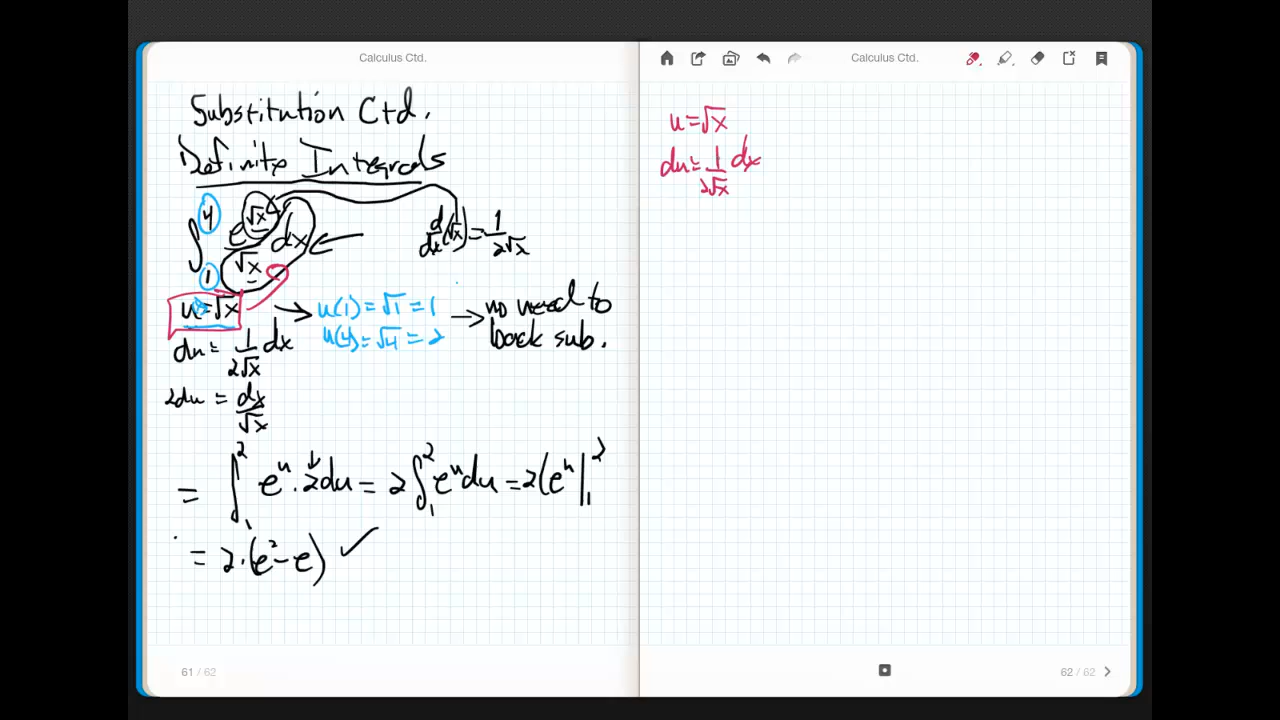 Calculus Ctd.
Substitution Ctd.
Definite Integrals
∫₁⁴ e^√x / √x dx
d/dx(√x) = 1/2√x
u = √x → u(1) = √1 = 1 → no need to
u(4) = √4 = 2 back sub.
du = 1/2√x dx
2du = dx/√x
= ∫₁² e^u · 2du = 2 ∫₁² e^u du = 2(e^u |₁²
= 2·(e² - e) ✓
61 / 62
Calculus Ctd.
u = √x
du = 1/2√x dx
62 / 62